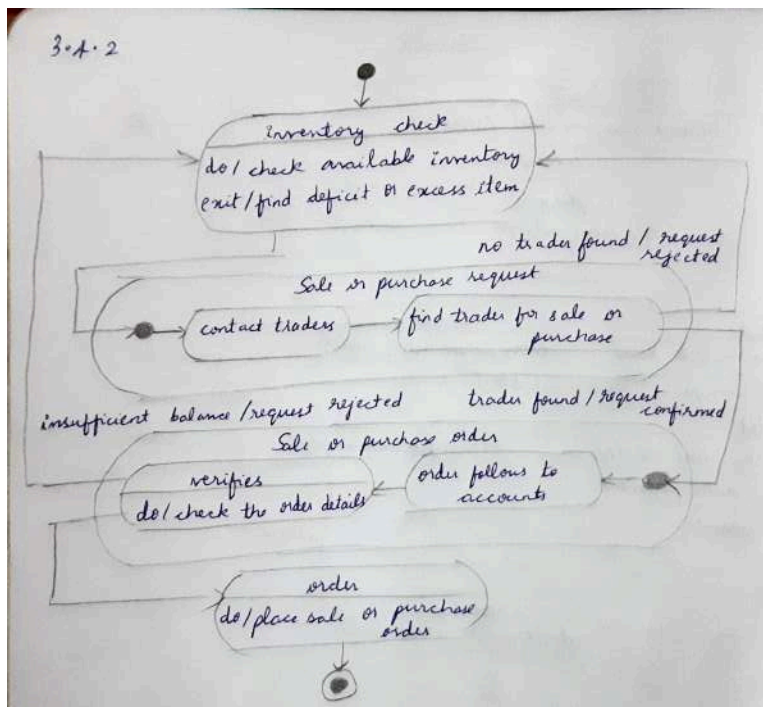 3.A.2
inventory check
do/ check available inventory
exit/find deficit or excess item
no trader found / request
rejected
Sale or purchase request
contact traders
find trader for sale or
purchase
insufficient balance/request rejected
trader found / request
confirmed
Sale or purchase order
verifies
do/check the order details
order follows to
accounts
order
do/place sale or purchase
order